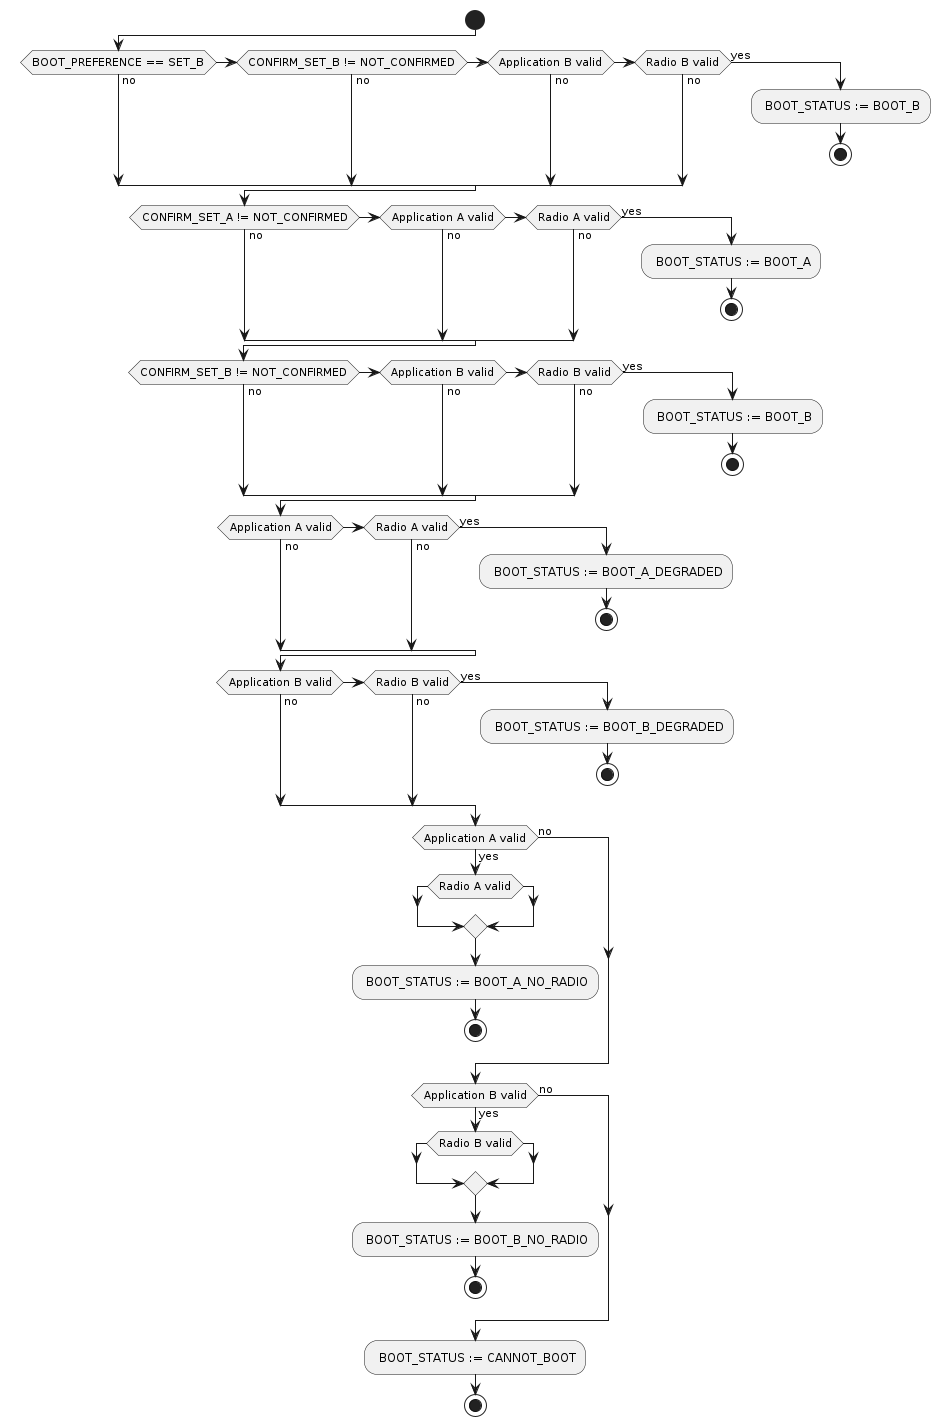 BOOT_PREFERENCE == SET_B
no
CONFIRM_SET_B != NOT_CONFIRMED
no
Application B valid
no
Radio B valid
no
yes
BOOT_STATUS := BOOT_B
CONFIRM_SET_A != NOT_CONFIRMED
no
Application A valid
no
Radio A valid
no
yes
BOOT_STATUS := BOOT_A
CONFIRM_SET_B != NOT_CONFIRMED
no
Application B valid
no
Radio B valid
no
yes
BOOT_STATUS := BOOT_B
Application A valid
no
Radio A valid
no
yes
BOOT_STATUS := BOOT_A_DEGRADED
Application B valid
no
Radio B valid
no
yes
BOOT_STATUS := BOOT_B_DEGRADED
Application A valid
no
yes
Radio A valid
BOOT_STATUS := BOOT_A_NO_RADIO
Application B valid
no
yes
Radio B valid
BOOT_STATUS := BOOT_B_NO_RADIO
BOOT_STATUS := CANNOT_BOOT